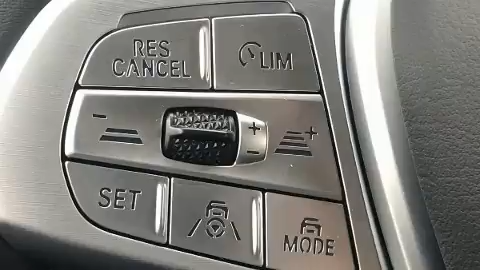 RES
CANCEL
LIM
- + +
-
SET
MODE